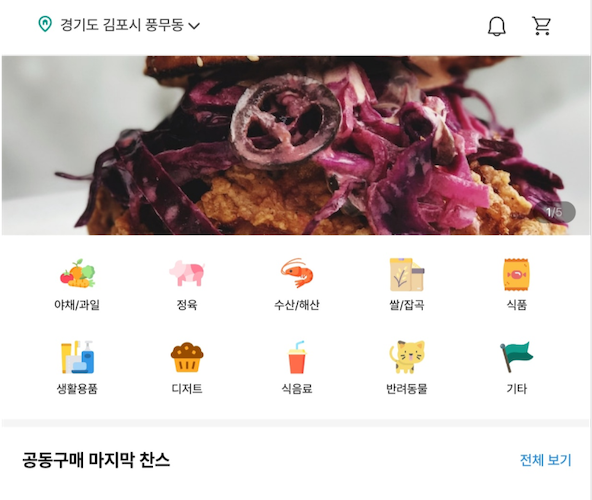 경기도 김포시 풍무동
1/5
야채/과일 정육 수산/해산 쌀/잡곡 식품
생활용품 디저트 식음료 반려동물 기타
공동구매 마지막 찬스 전체 보기